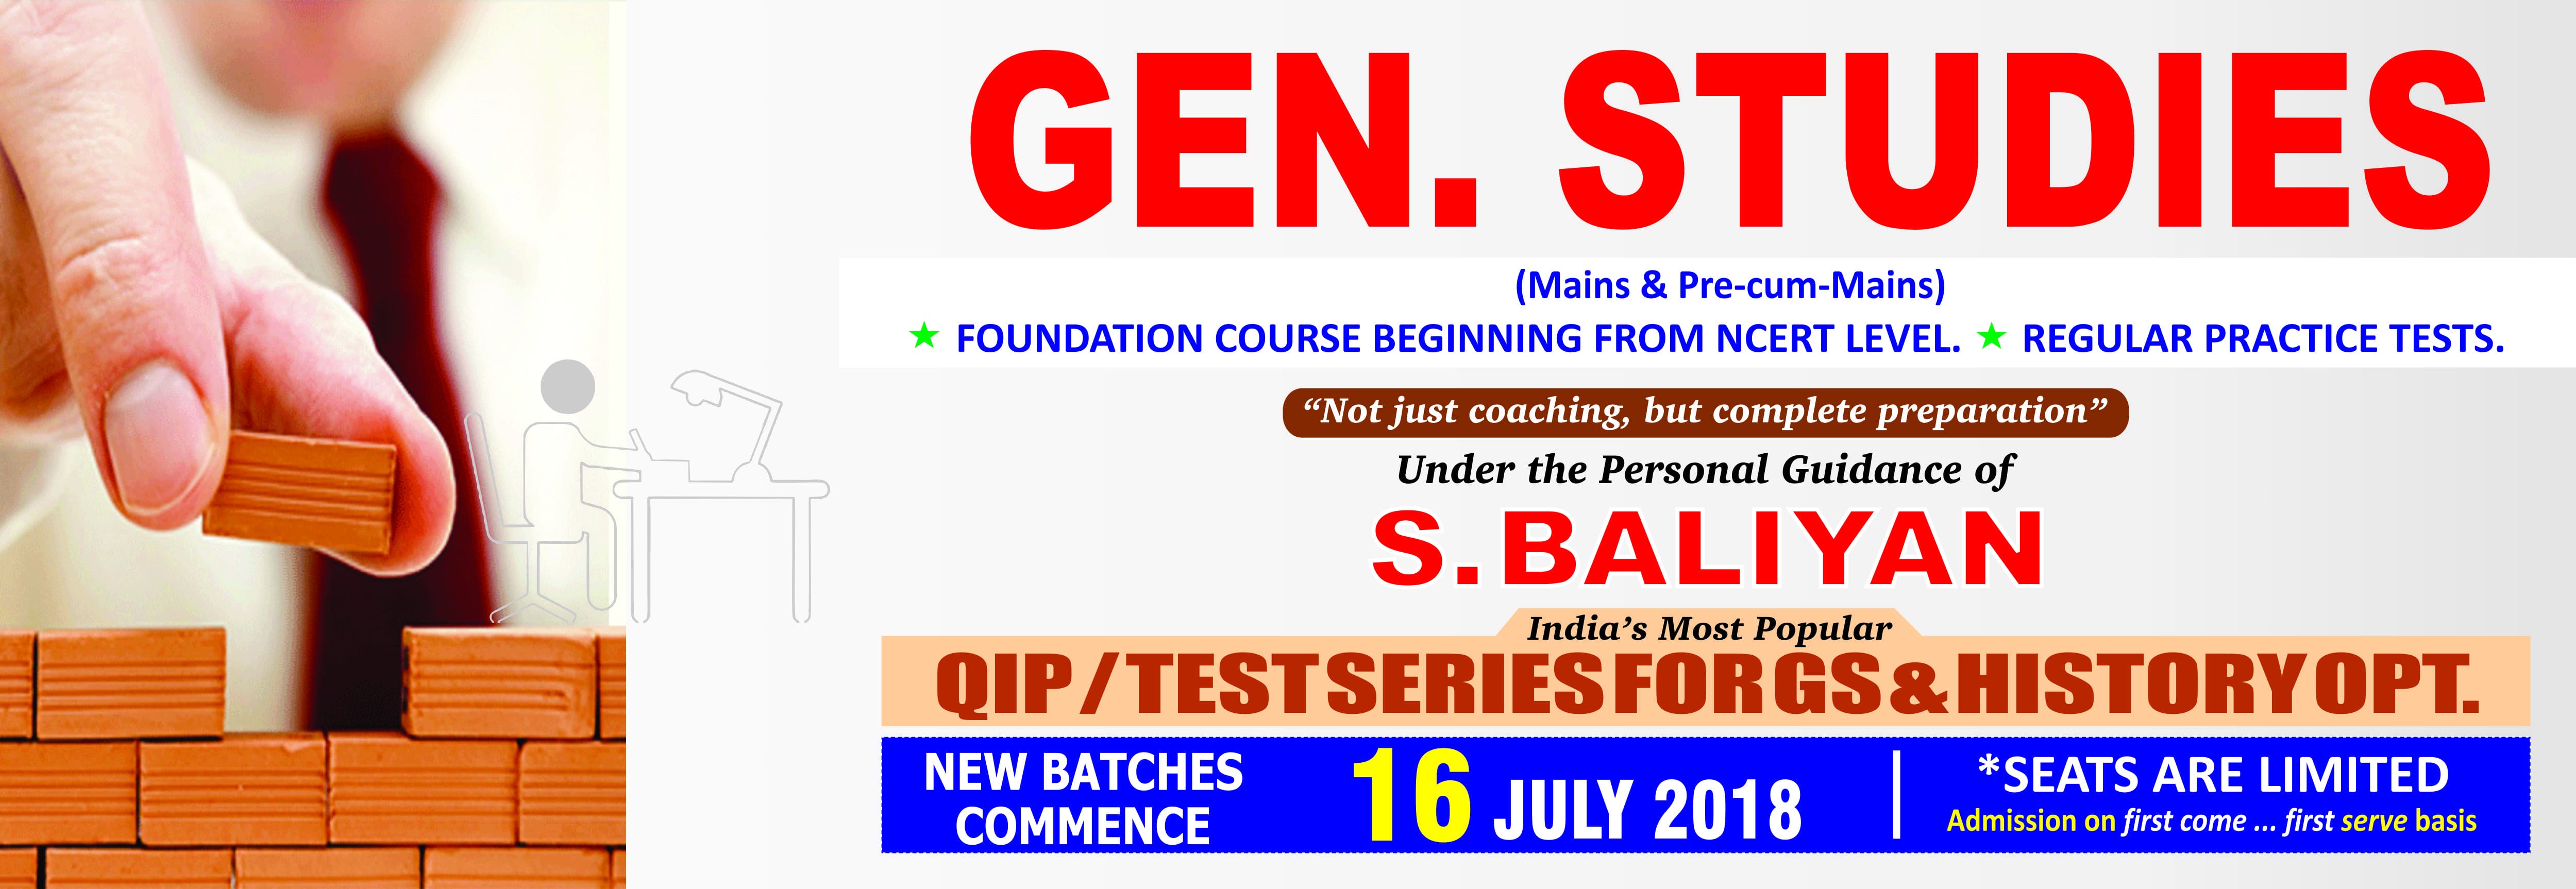 GEN. STUDIES
(Mains & Pre-cum-Mains)
★ FOUNDATION COURSE BEGINNING FROM NCERT LEVEL. ★ REGULAR PRACTICE TESTS.
“Not just coaching, but complete preparation”
Under the Personal Guidance of
S. BALIYAN
India’s Most Popular
QIP / TEST SERIES FOR GS & HISTORY OPT.
NEW BATCHES
COMMENCE
16 JULY 2018
*SEATS ARE LIMITED
Admission on first come ... first serve basis